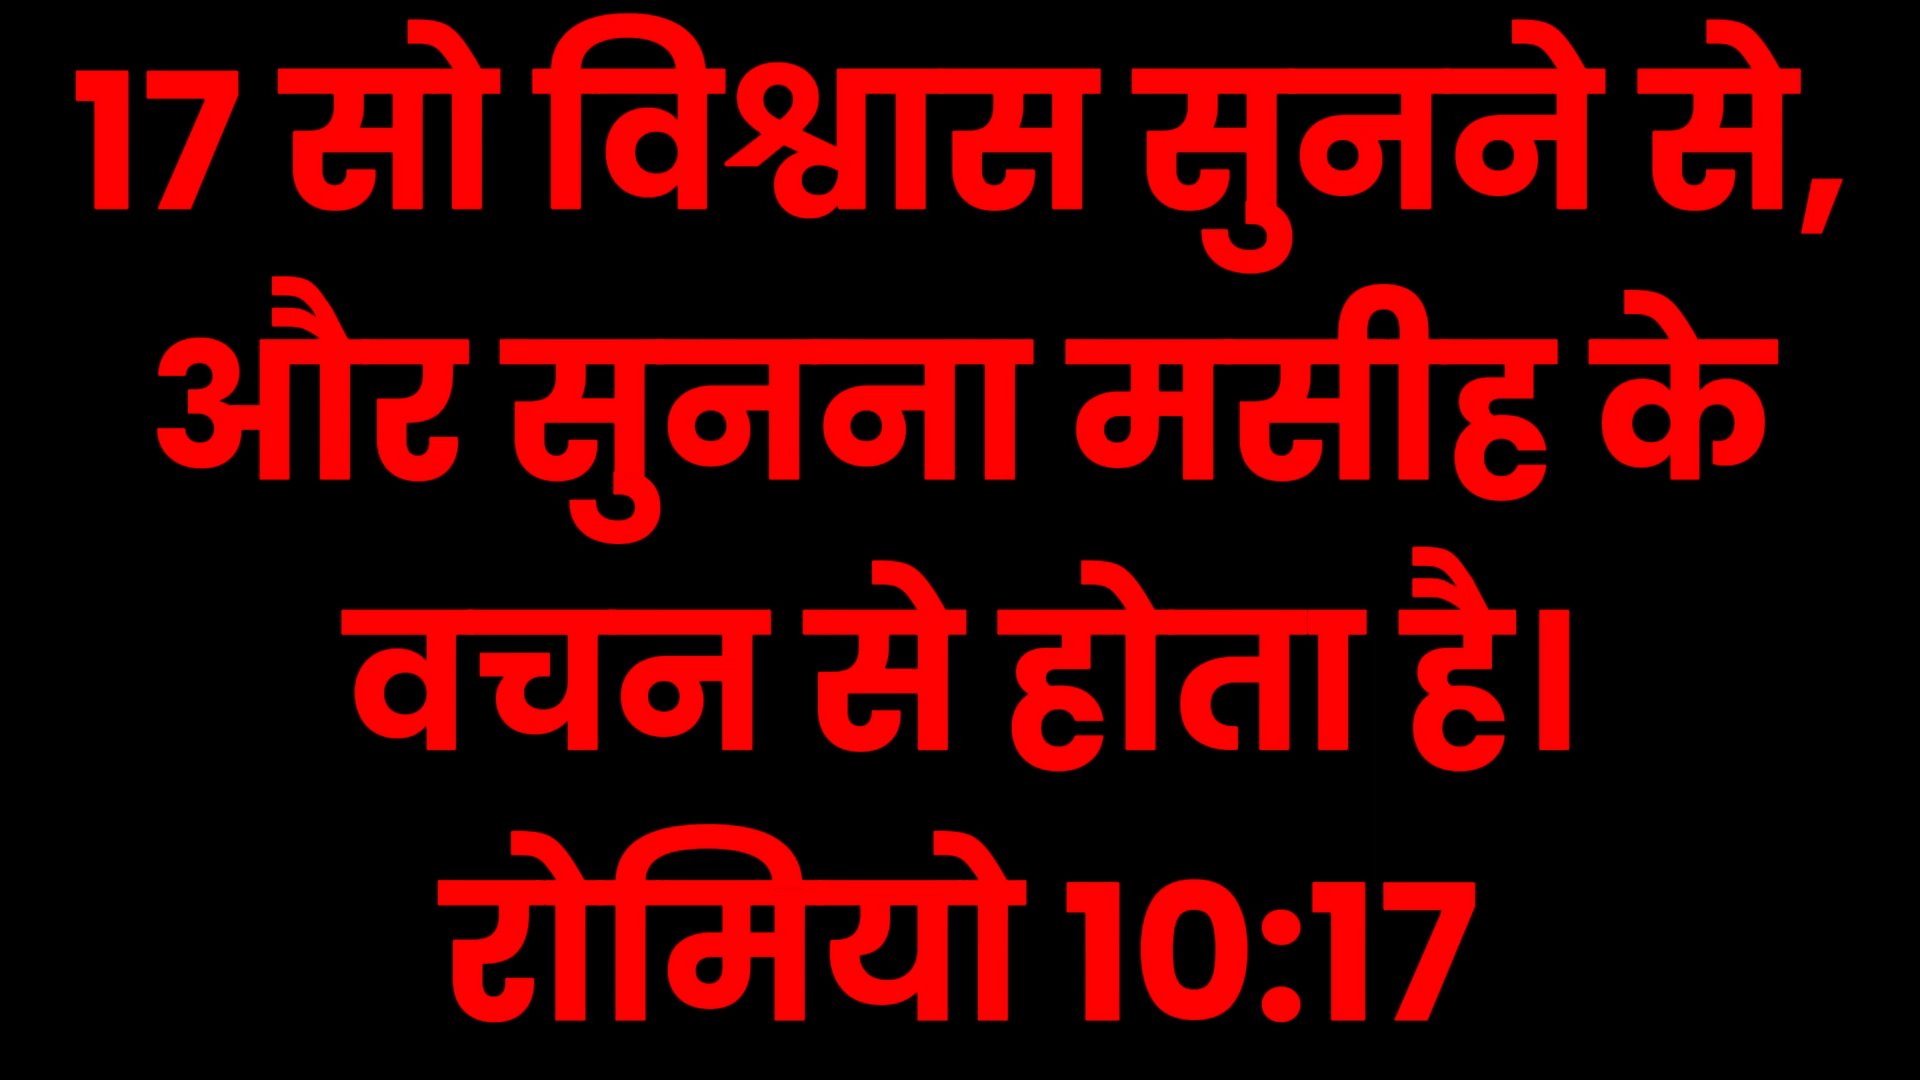 17 सो विश्वास सुनने से,
और सुनना मसीह के
वचन से होता है।
रोमियो 10:17